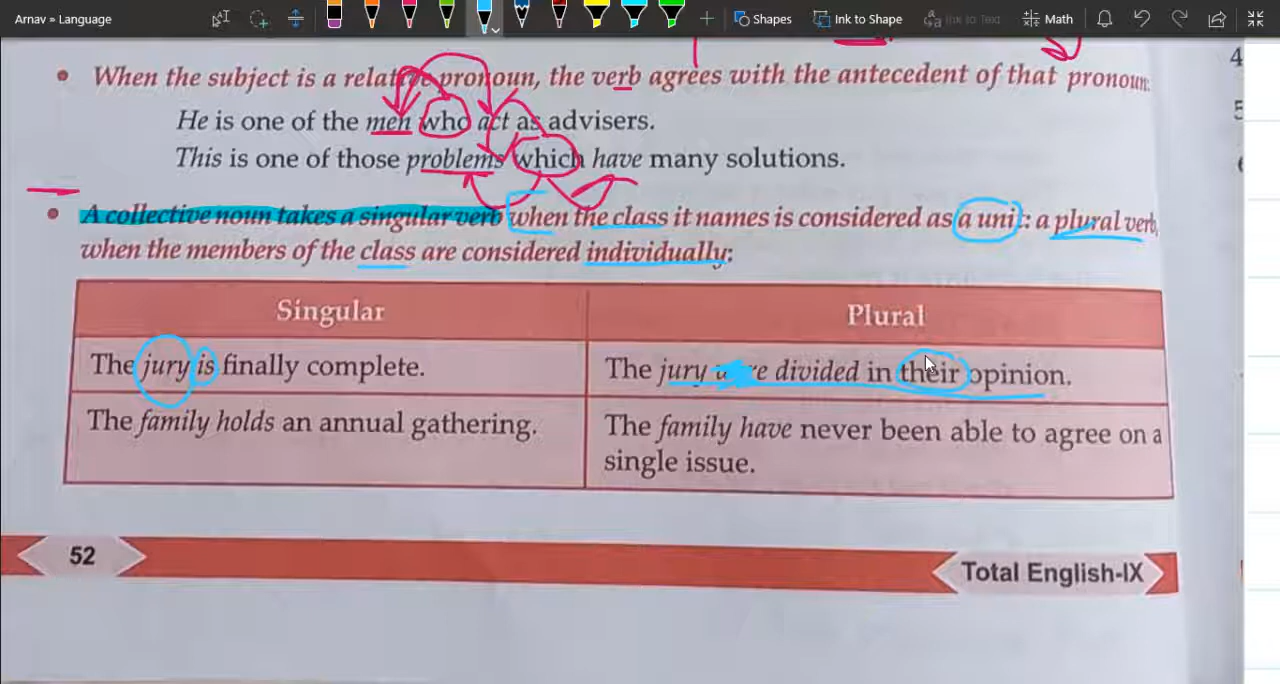 Arnav » Language
Shapes
Ink to Shape
Ink to Text
Math
4
When the subject is a relative pronoun, the verb agrees with the antecedent of that pronoun:
5
He is one of the men who act as advisers.
This is one of those problems which have many solutions.
6
A collective noun takes a singular verb when the class it names is considered as a unit: a plural verb,
when the members of the class are considered individually:
Singular
Plural
The jury is finally complete.
The jury were divided in their opinion.
The family holds an annual gathering.
The family have never been able to agree on a
single issue.
52
Total English-IX